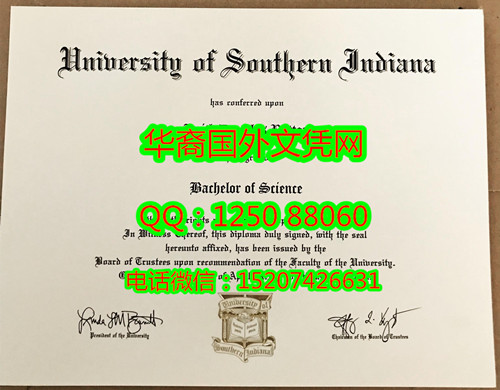 University of Southern Indiana
has conferred upon
华裔国外文凭网
Bachelor of Science
QQ：1250 88060
In Witness Thereof, this diploma duly signed, with the seal
hereunto affixed, has been issued by the
Board of Trustees upon recommendation of the Faculty of the University.
电话微信：15207426631
University of
Southern Indiana
President of the University
Chairman of the Board of Trustees